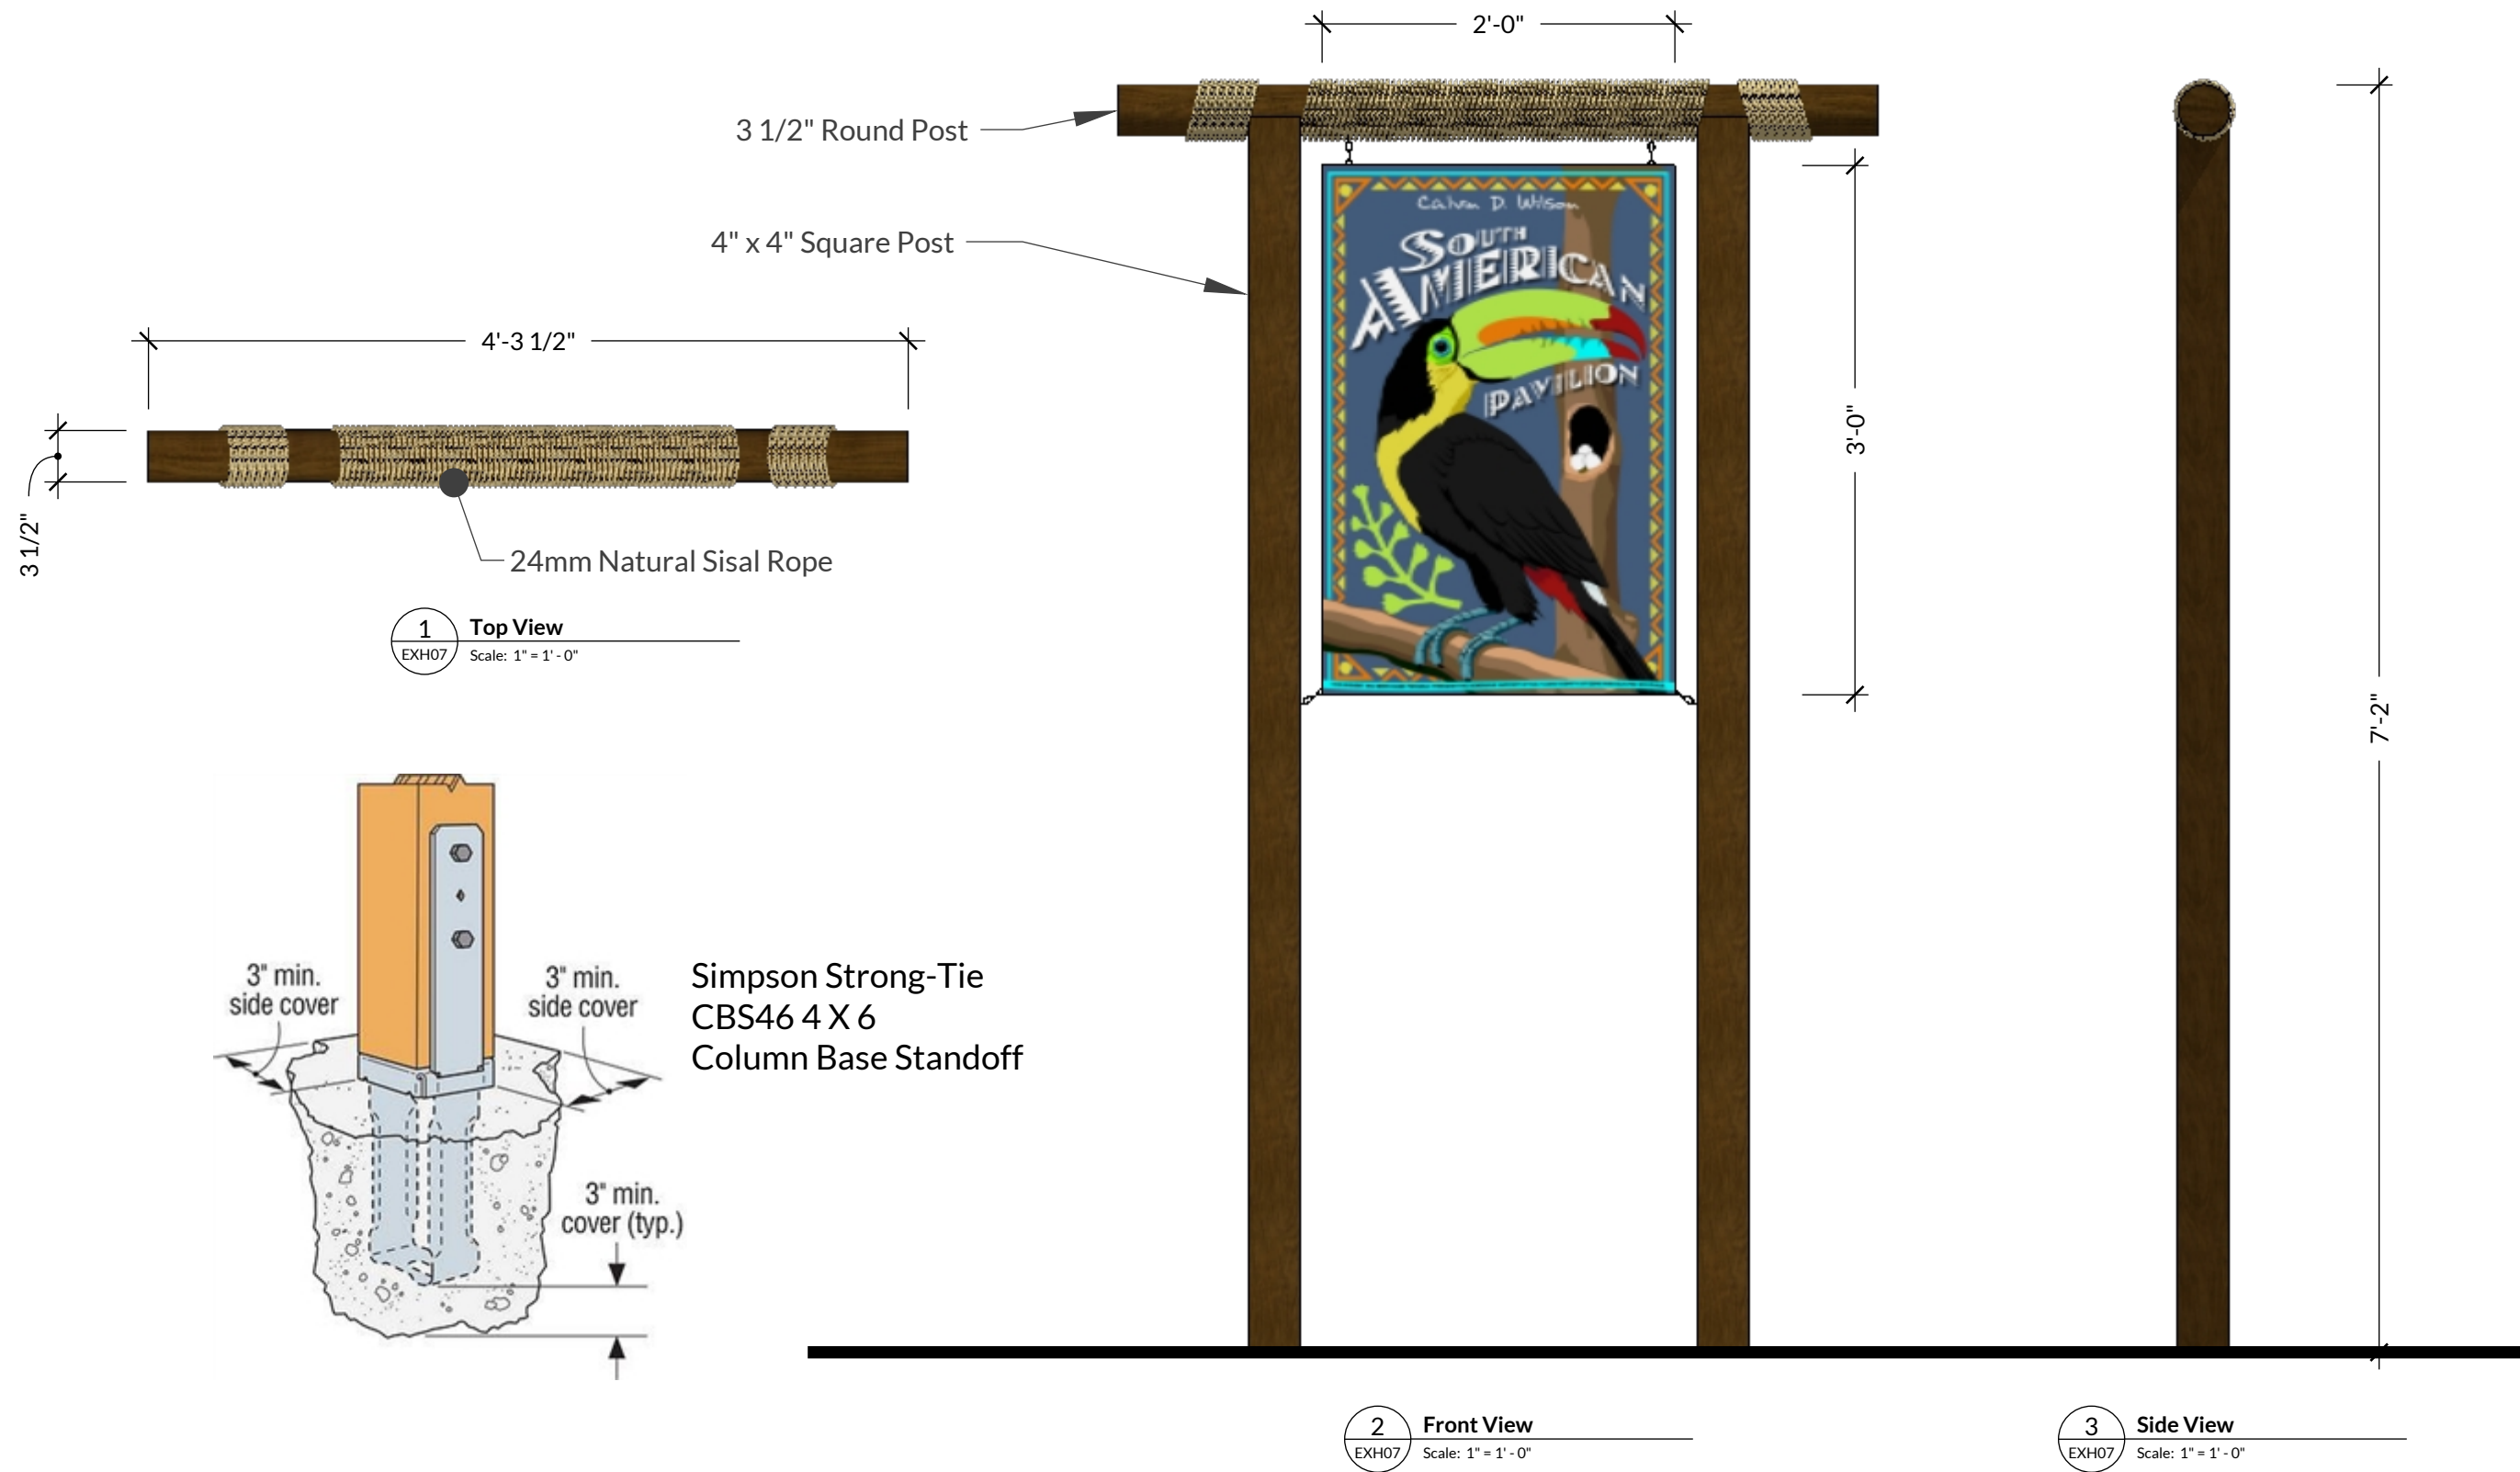 2'-0"
3 1/2" Round Post
4" x 4" Square Post
4'-3 1/2"
3 1/2"
24mm Natural Sisal Rope
1
EXH07
Top View
Scale: 1" = 1' - 0"
D. Wilson
SOUTH
AMERICAN
PAVILION
3'-0"
7'-2"
3" min.
side cover
3" min.
side cover
3" min.
cover (typ.)
Simpson Strong-Tie
CBS46 4 X 6
Column Base Standoff
2
EXH07
Front View
Scale: 1" = 1' - 0"
3
EXH07
Side View
Scale: 1" = 1' - 0"